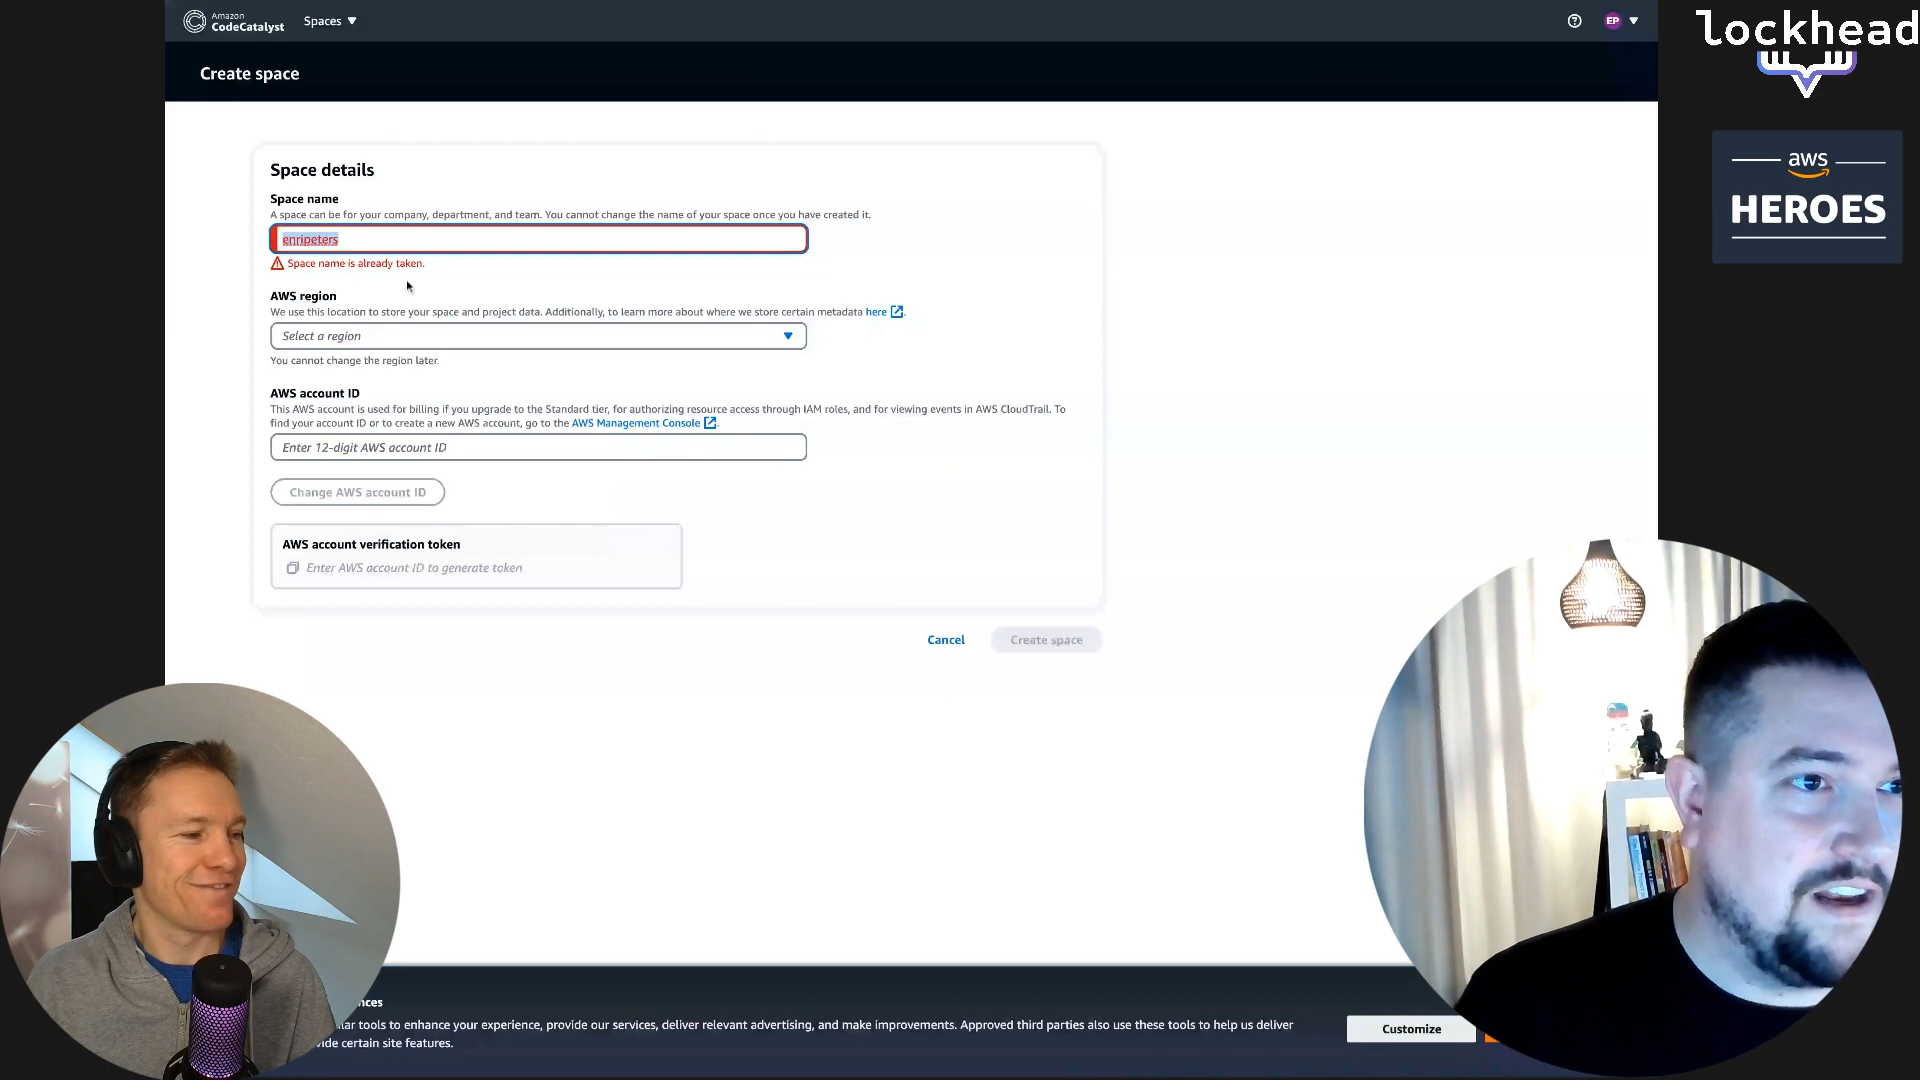 Amazon
CodeCatalyst
Spaces
EP
lockhead
Create space
aws
HEROES
Space details
Space name
A space can be for your company, department, and team. You cannot change the name of your space once you have created it.
enripeters
Space name is already taken.
AWS region
We use this location to store your space and project data. Additionally, to learn more about where we store certain metadata here.
Select a region
You cannot change the region later.
AWS account ID
This AWS account is used for billing if you upgrade to the Standard tier, for authorizing resource access through IAM roles, and for viewing events in AWS CloudTrail. To
find your account ID or to create a new AWS account, go to the AWS Management Console.
Enter 12-digit AWS account ID
Change AWS account ID
AWS account verification token
Enter AWS account ID to generate token
Cancel
Create space
tools to enhance your experience, provide our services, deliver relevant advertising, and make improvements. Approved third parties also use these tools to help us deliver
certain site features.
Customize